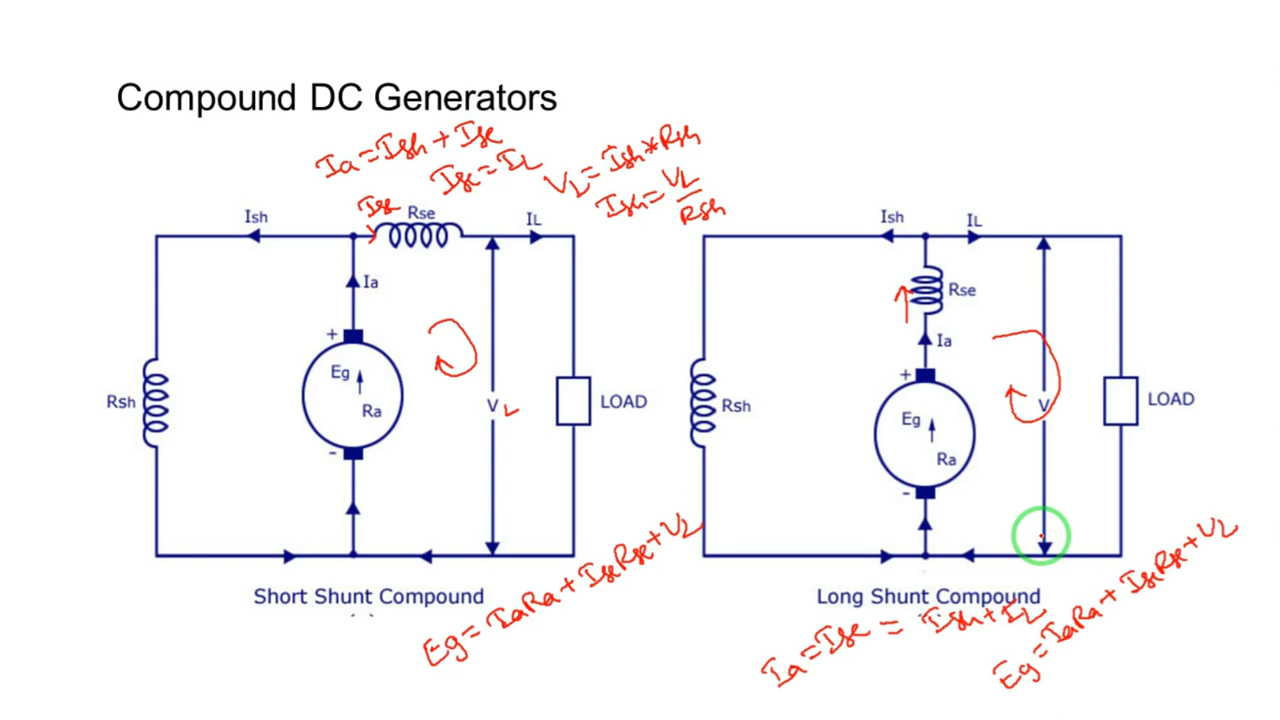 Compound DC Generators
Ia = Ish + Ise
Ise = IL
VL = Ish * Rsh
Ish = VL / Rsh
Ish
Ise
Rse
IL
Ia
+
Eg
Ra
-
Rsh
VL
LOAD
Short Shunt Compound
Eg = IaRa + IseRse + VL
Ish
IL
Rse
Ia
+
Eg
Ra
-
Rsh
V
LOAD
Long Shunt Compound
Ia = Ise = Ish + IL
Eg = IaRa + IseRse + VL